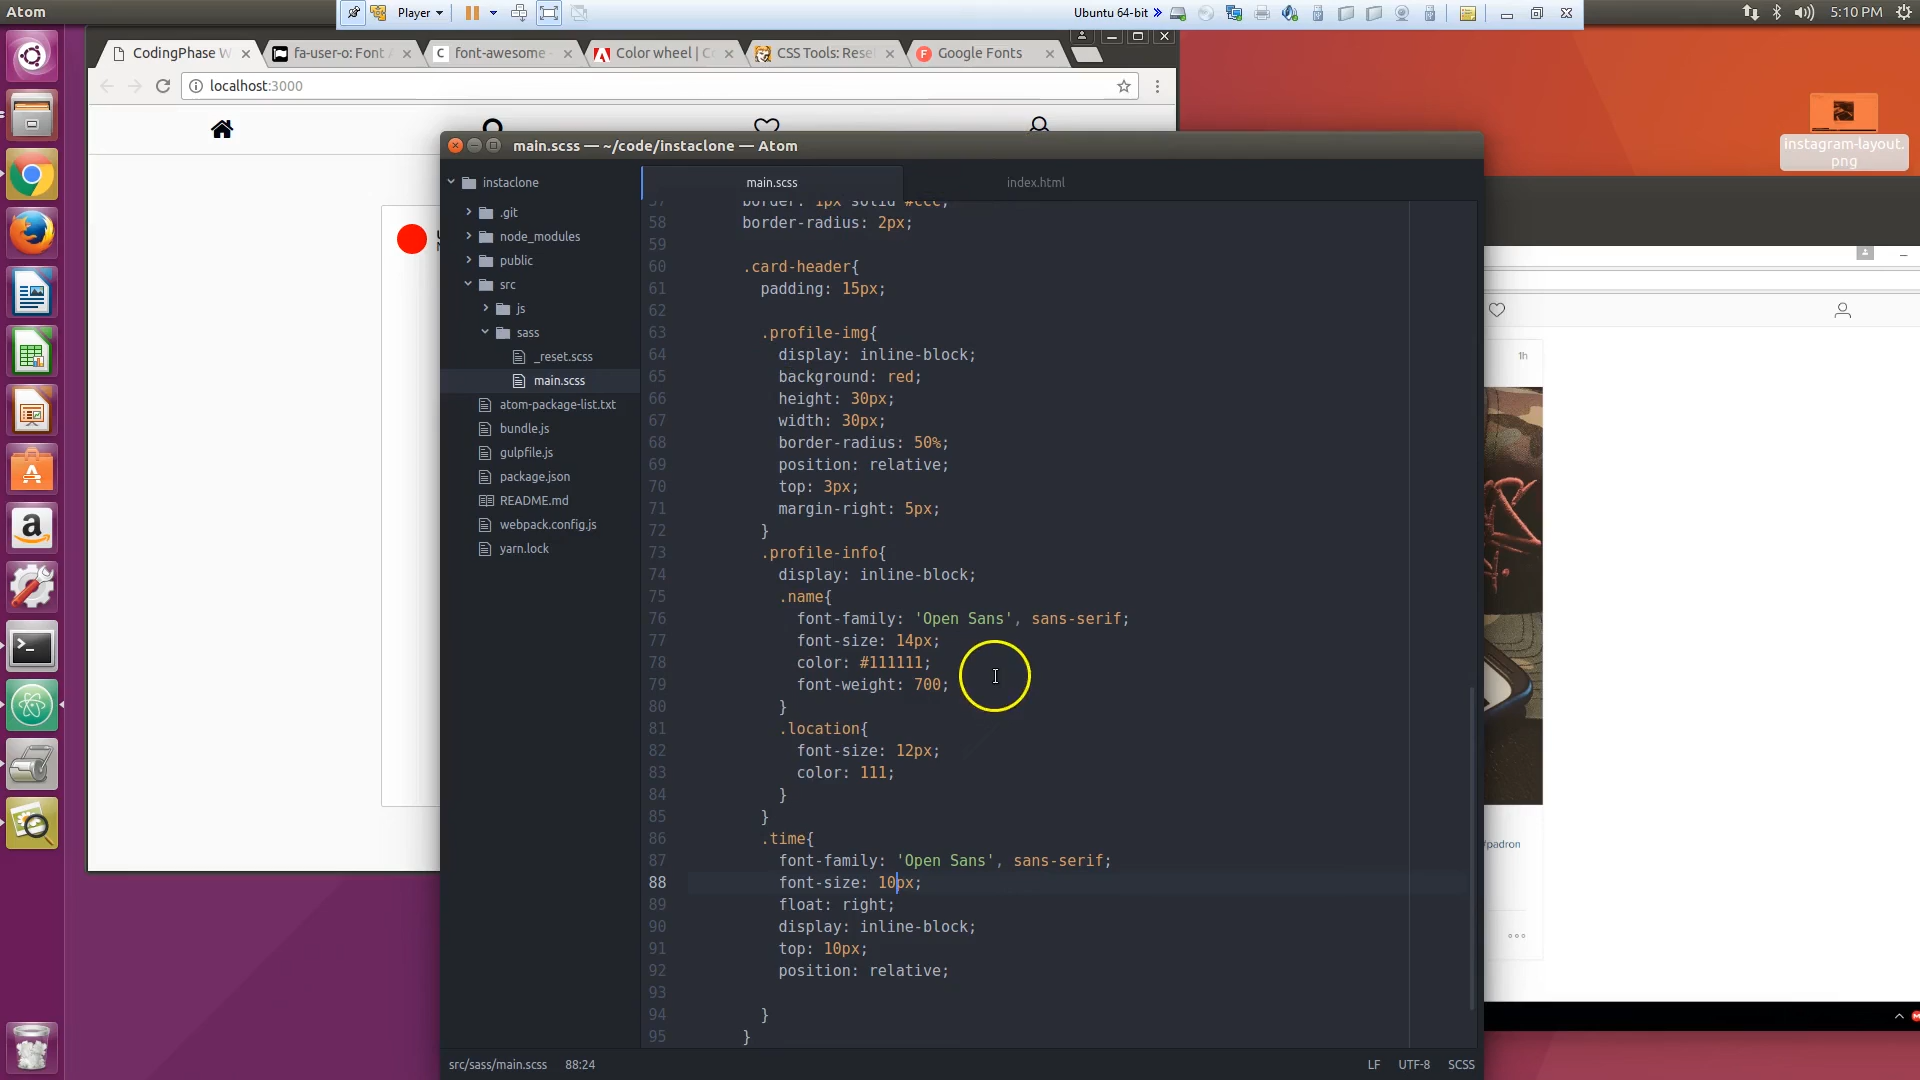 Atom
Player
Ubuntu 64-bit
5:10 PM
CodingPhase W
fa-user-o: Font A
font-awesome
Color wheel | C
CSS Tools: Rese
Google Fonts
localhost:3000
instagram-layout.
png
main.scss — ~/code/instaclone — Atom
instaclone
.git
node_modules
public
src
js
sass
_reset.scss
main.scss
atom-package-list.txt
bundle.js
gulpfile.js
package.json
README.md
webpack.config.js
yarn.lock
main.scss
index.html
57 border: 1px solid #ccc;
58 border-radius: 2px;
59
60 .card-header{
61 padding: 15px;
62
63 .profile-img{
64 display: inline-block;
65 background: red;
66 height: 30px;
67 width: 30px;
68 border-radius: 50%;
69 position: relative;
70 top: 3px;
71 margin-right: 5px;
72 }
73 .profile-info{
74 display: inline-block;
75 .name{
76 font-family: 'Open Sans', sans-serif;
77 font-size: 14px;
78 color: #111111;
79 font-weight: 700;
80 }
81 .location{
82 font-size: 12px;
83 color: 111;
84 }
85 }
86 .time{
87 font-family: 'Open Sans', sans-serif;
88 font-size: 10px;
89 float: right;
90 display: inline-block;
91 top: 10px;
92 position: relative;
93
94 }
95 }
src/sass/main.scss 88:24
LF UTF-8 SCSS
1h
/padron